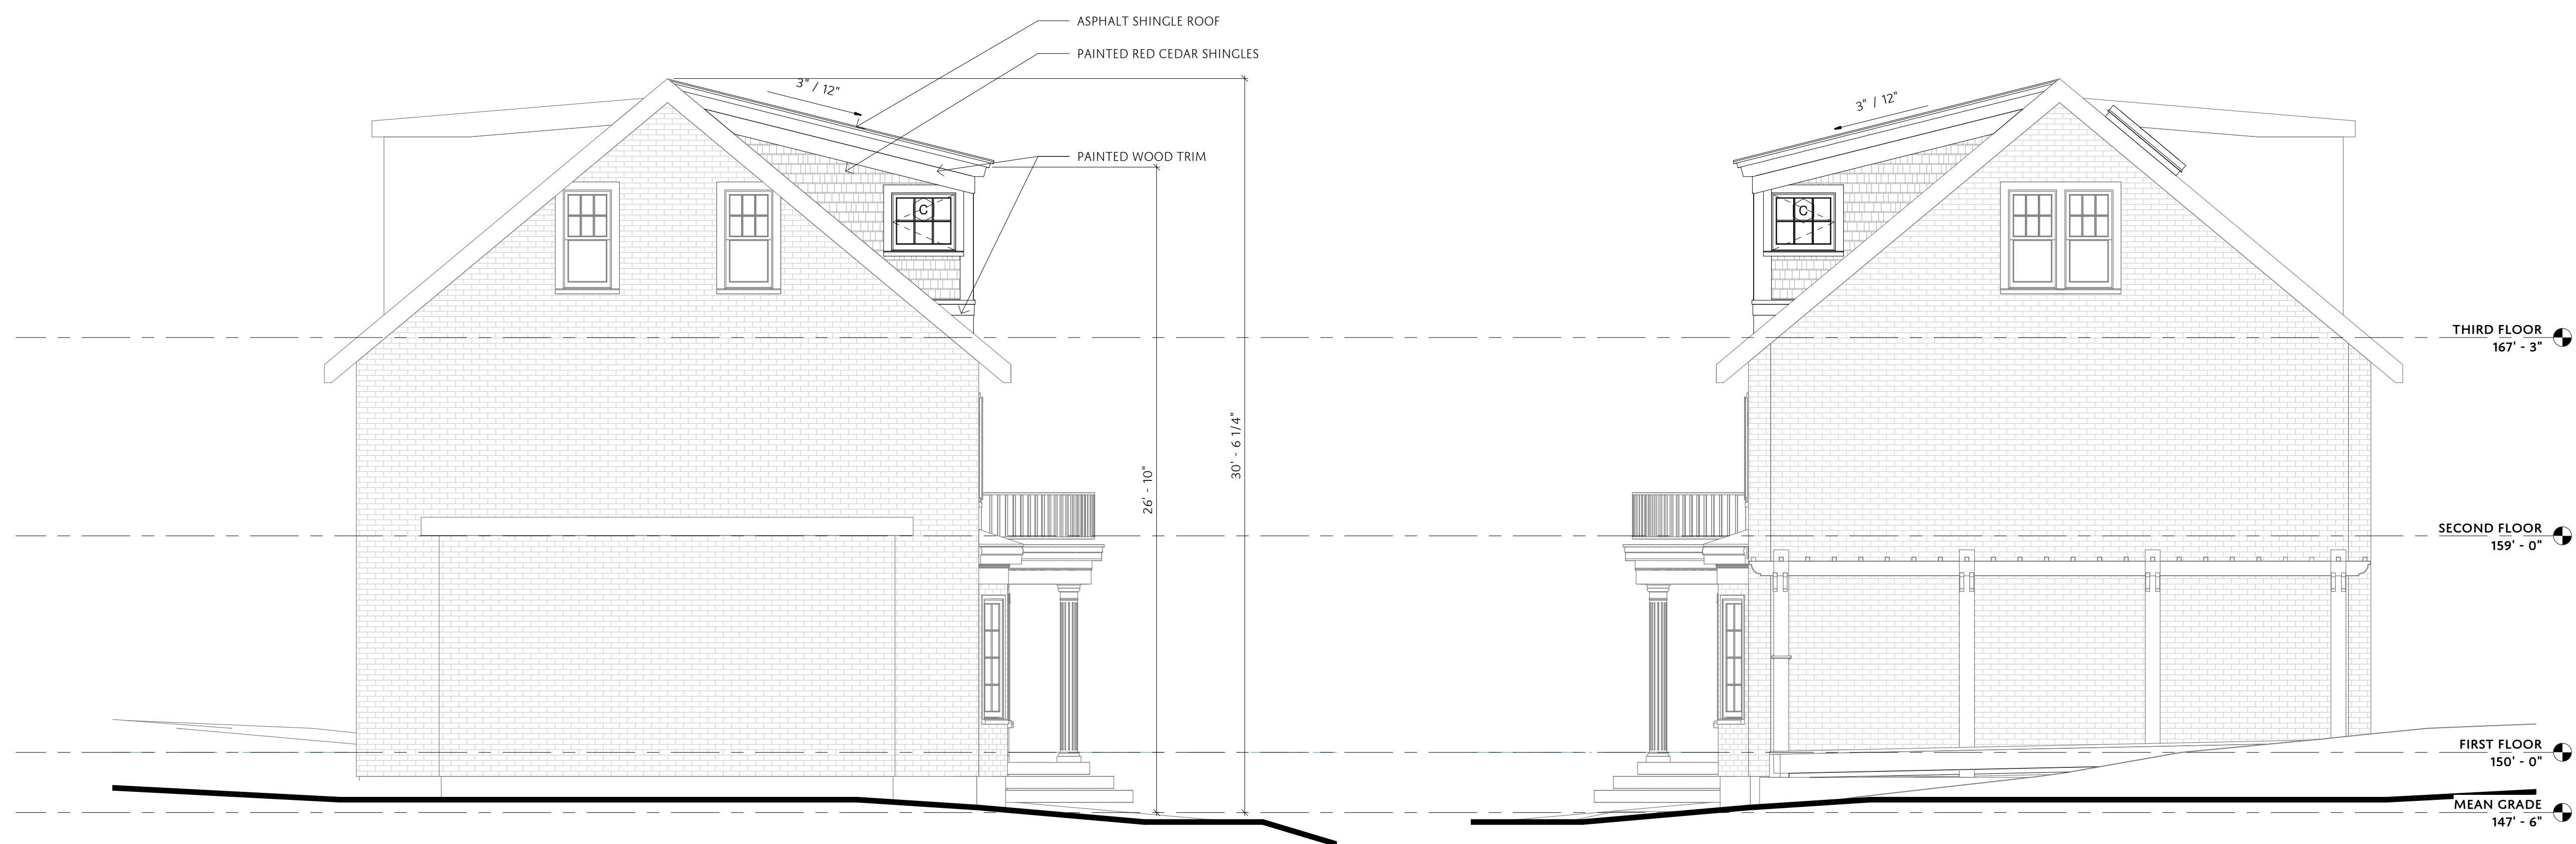 ASPHALT SHINGLE ROOF
PAINTED RED CEDAR SHINGLES
3" / 12"
3" / 12"
PAINTED WOOD TRIM
C
C
THIRD FLOOR
167' - 3"
30' - 6 1/4"
26' - 10"
SECOND FLOOR
159' - 0"
FIRST FLOOR
150' - 0"
MEAN GRADE
147' - 6"